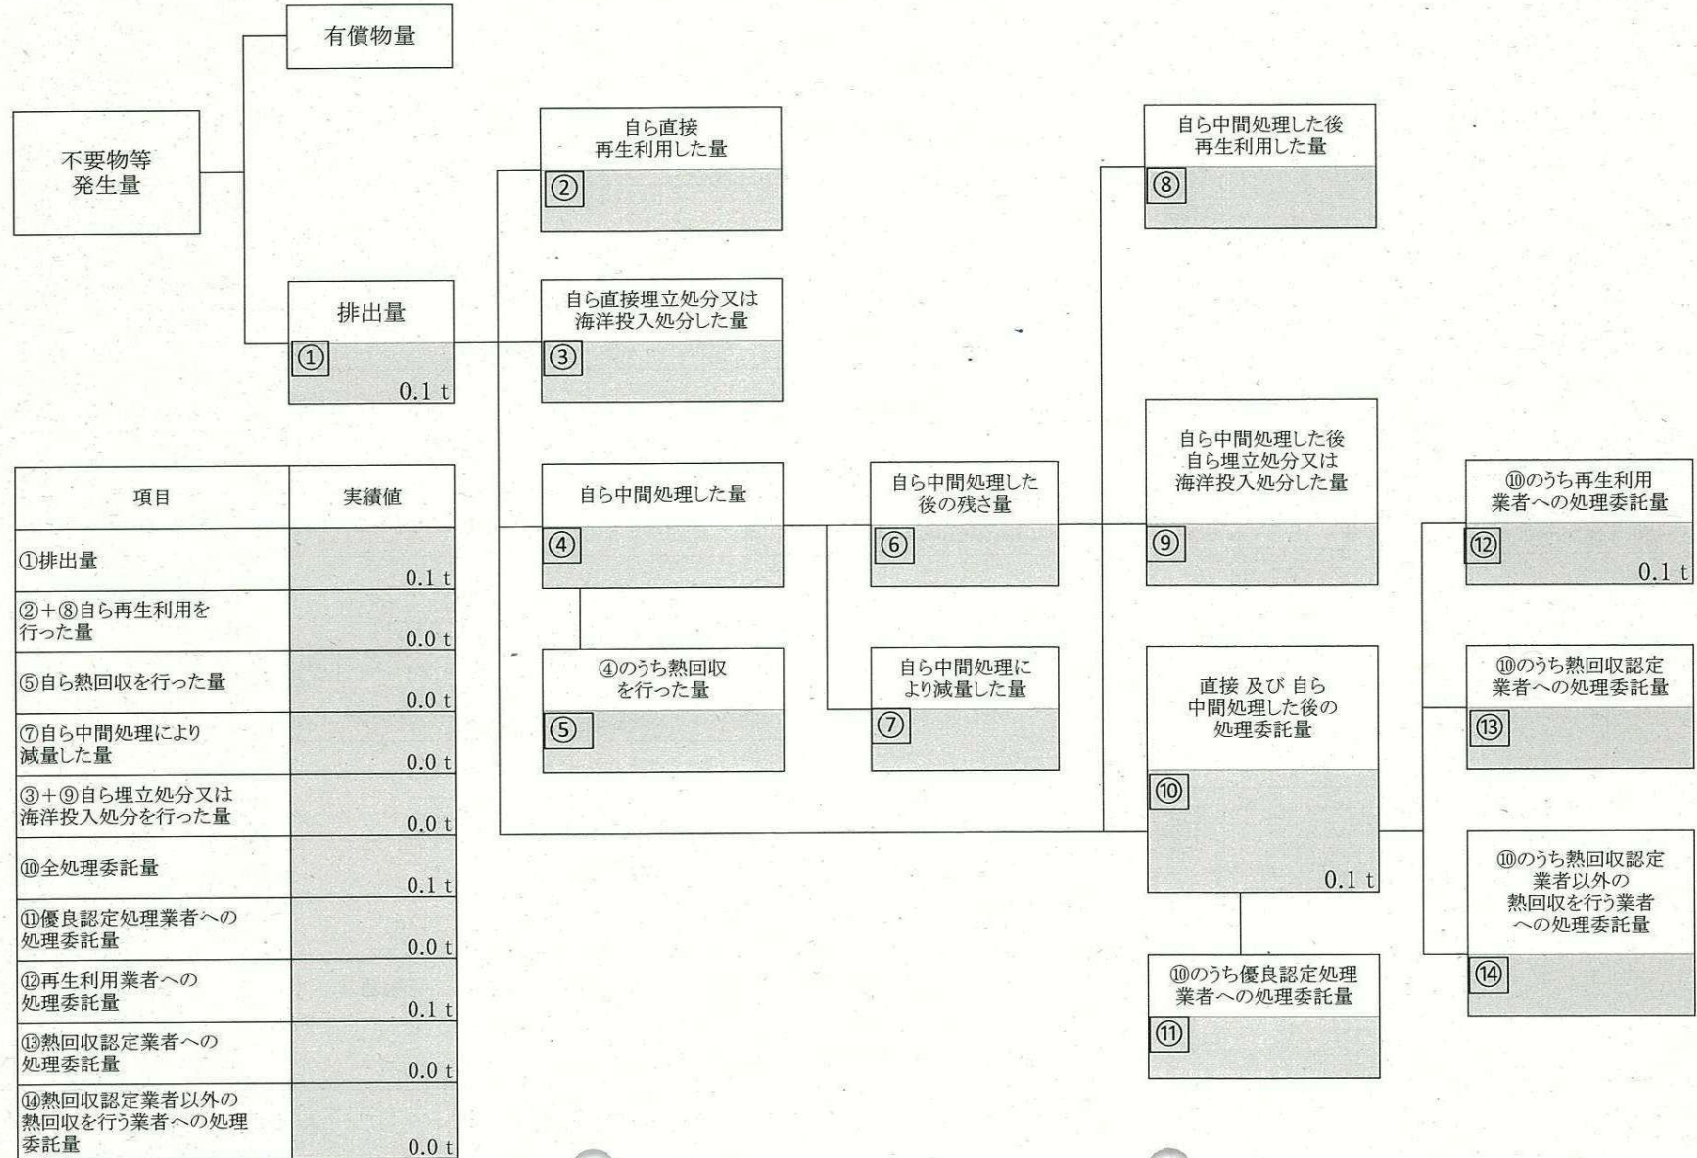 有償物量
不要物等
発生量
排出量
①
0.1 t
自ら直接
再生利用した量
②
自ら直接埋立処分又は
海洋投入処分した量
③
自ら中間処理した量
④
④のうち熱回収
を行った量
⑤
自ら中間処理した
後の残さ量
⑥
自ら中間処理に
より減量した量
⑦
自ら中間処理した後
再生利用した量
⑧
自ら中間処理した後
自ら埋立処分又は
海洋投入処分した量
⑨
直接 及び 自ら
中間処理した後の
処理委託量
⑩
0.1 t
⑩のうち優良認定処理
業者への処理委託量
⑪
⑩のうち再生利用
業者への処理委託量
⑫
0.1 t
⑩のうち熱回収認定
業者への処理委託量
⑬
⑩のうち熱回収認定
業者以外の
熱回収を行う業者
への処理委託量
⑭
項目 実績値
①排出量
0.1 t
②+⑧自ら再生利用を
行った量
0.0 t
⑤自ら熱回収を行った量
0.0 t
⑦自ら中間処理により
減量した量
0.0 t
③+⑨自ら埋立処分又は
海洋投入処分を行った量
0.0 t
⑩全処理委託量
0.1 t
⑪優良認定処理業者への
処理委託量
0.0 t
⑫再生利用業者への
処理委託量
0.1 t
⑬熱回収認定業者への
処理委託量
0.0 t
⑭熱回収認定業者以外の
熱回収を行う業者への処理
委託量
0.0 t